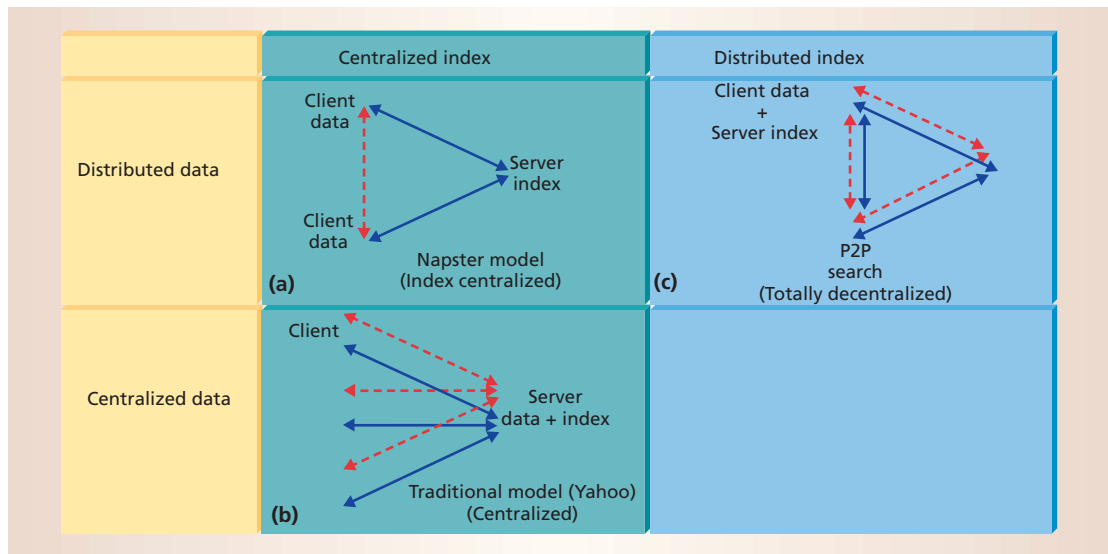 Centralized index
Distributed index
Distributed data
Client
data
Client
data
Server
index
Napster model
(Index centralized)
(a)
Client data
+
Server index
P2P
search
(Totally decentralized)
(c)
Centralized data
Client
Server
data + index
Traditional model (Yahoo)
(Centralized)
(b)